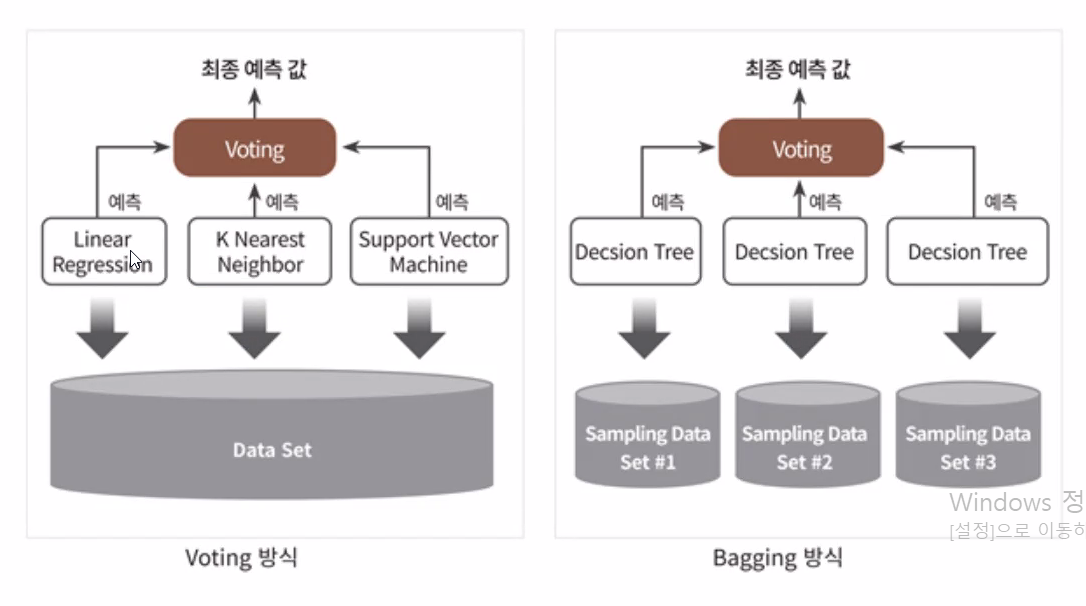 최종 예측 값
Voting
예측
예측
예측
Linear
Regression
K Nearest
Neighbor
Support Vector
Machine
Data Set
Voting 방식
최종 예측 값
Voting
예측
예측
예측
Decsion Tree
Decsion Tree
Decsion Tree
Sampling Data
Set #1
Sampling Data
Set #2
Sampling Data
Set #3
Bagging 방식
Windows 정
[설정]으로 이동하